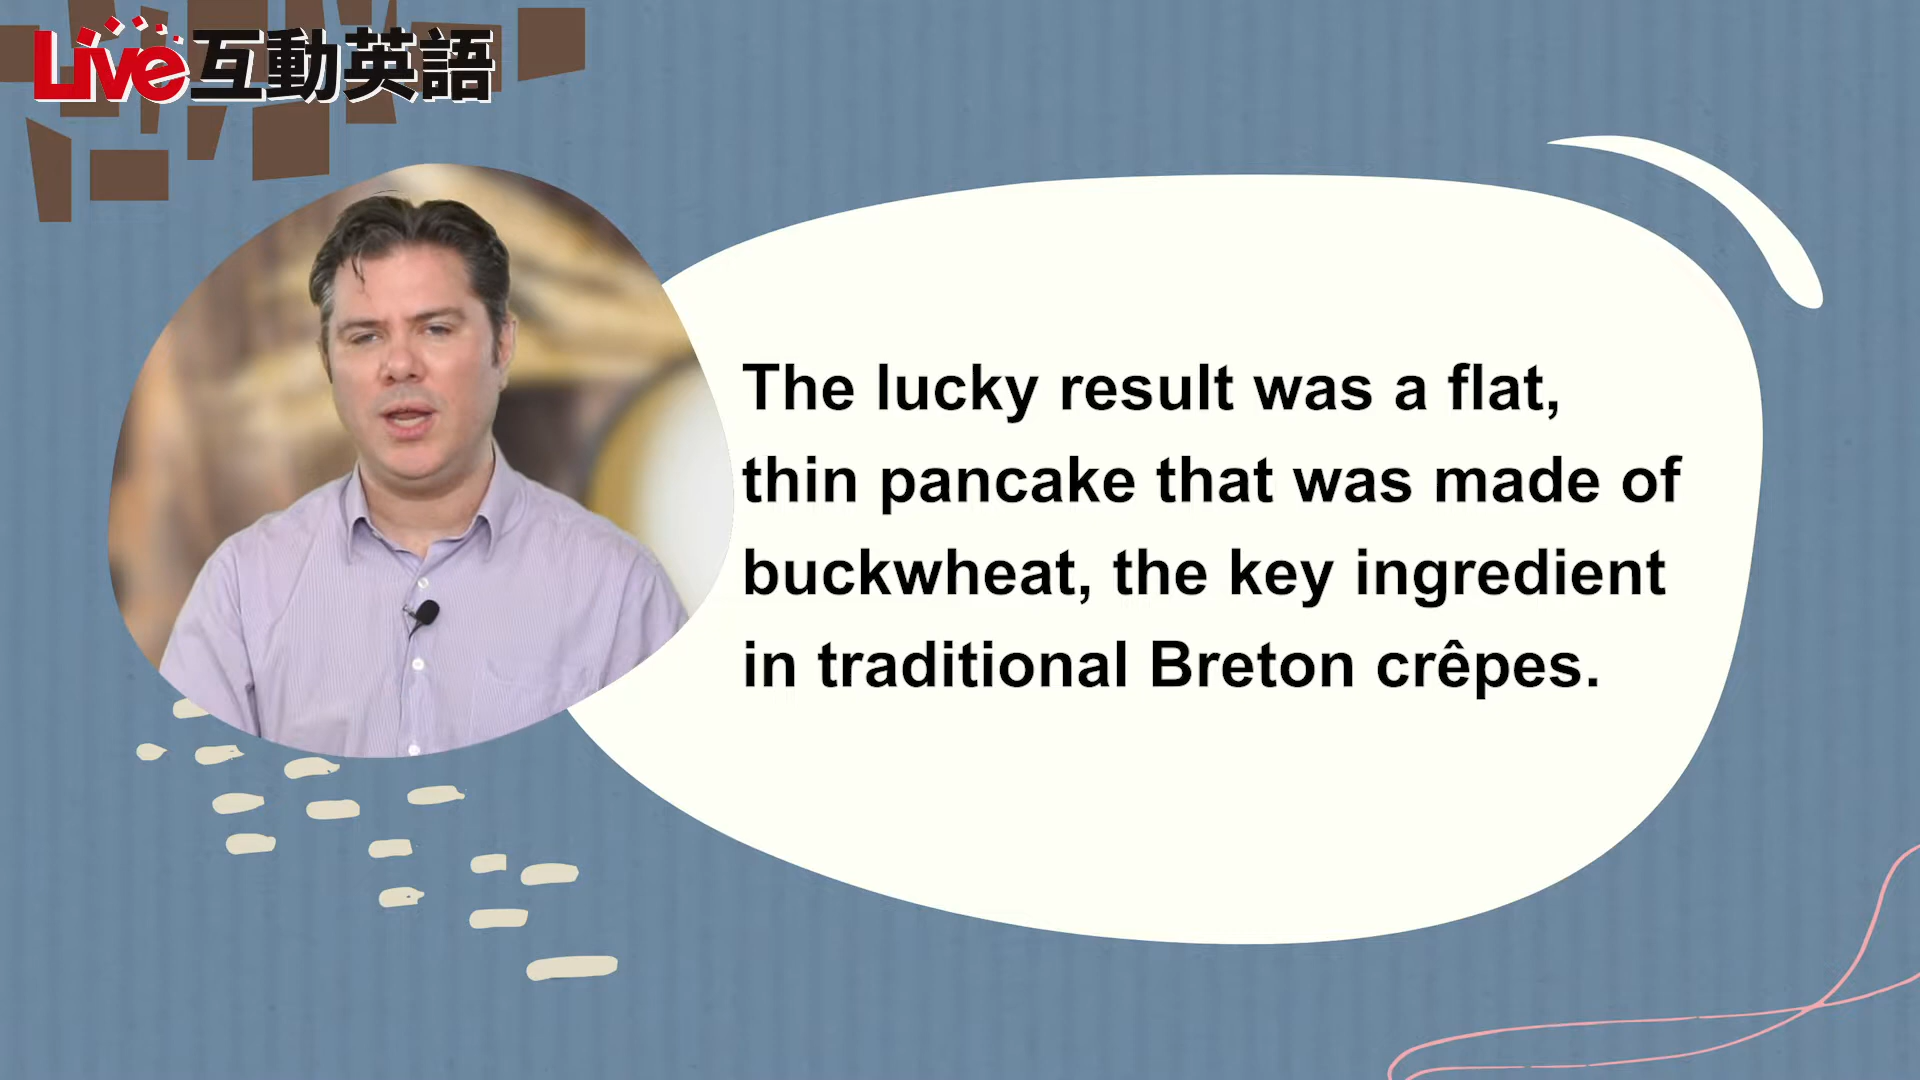 Live互動英語
The lucky result was a flat,
thin pancake that was made of
buckwheat, the key ingredient
in traditional Breton crêpes.